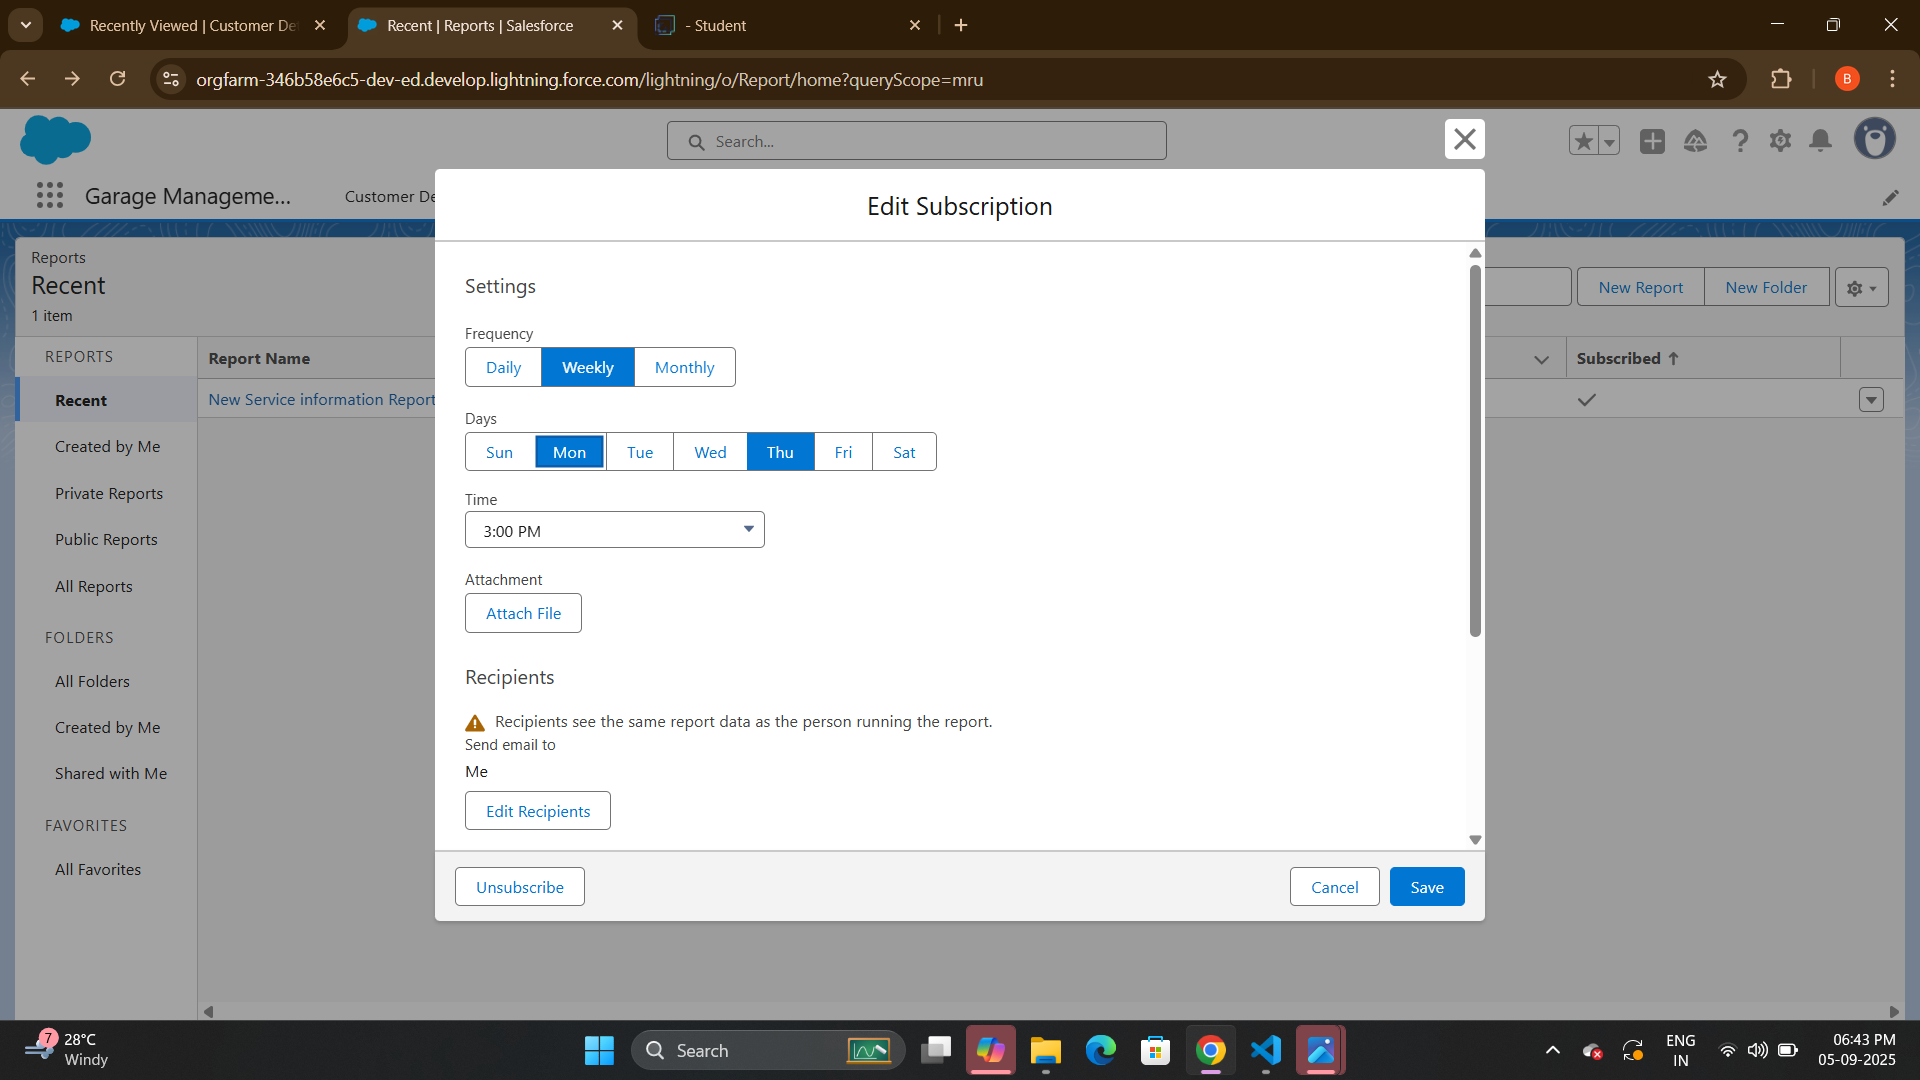 Recently Viewed | Customer De
Recent | Reports | Salesforce
- Student
orgfarm-346b58e6c5-dev-ed.develop.lightning.force.com/lightning/o/Report/home?queryScope=mru
B
Search...
Garage Manageme...
Customer De
Edit Subscription
Reports
Recent
1 item
New Report
New Folder
REPORTS
Recent
Created by Me
Private Reports
Public Reports
All Reports
FOLDERS
All Folders
Created by Me
Shared with Me
FAVORITES
All Favorites
Report Name
Subscribed
New Service information Report
Settings
Frequency
Daily
Weekly
Monthly
Days
Sun
Mon
Tue
Wed
Thu
Fri
Sat
Time
3:00 PM
Attachment
Attach File
Recipients
Recipients see the same report data as the person running the report.
Send email to
Me
Edit Recipients
Unsubscribe
Cancel
Save
7
28°C
Windy
Search
ENG
IN
06:43 PM
05-09-2025